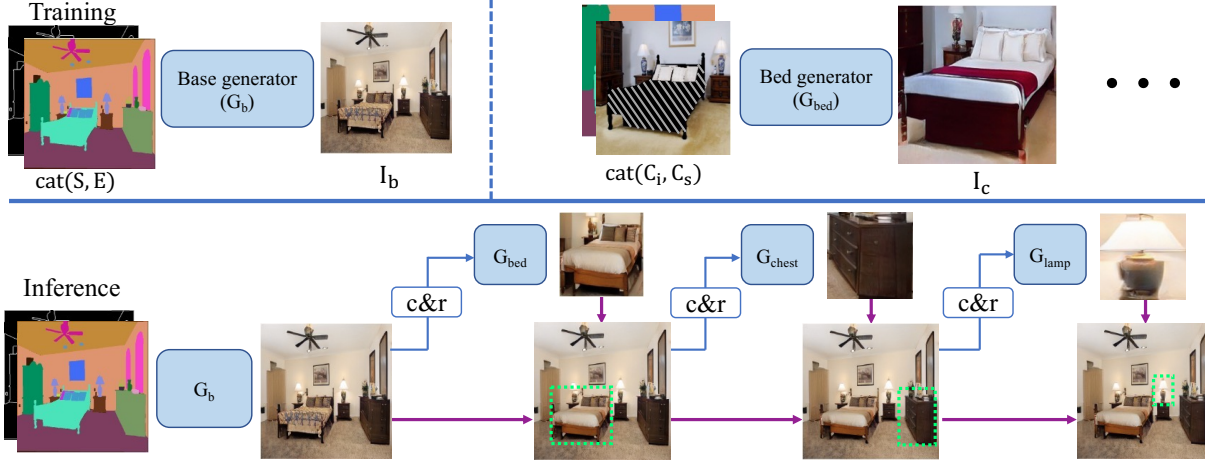 Training
Base generator
(G_b)
cat(S, E)
I_b
Bed generator
(G_bed)
cat(C_i, C_s)
I_c
• • •
Inference
G_b
c&r
G_bed
c&r
G_chest
c&r
G_lamp